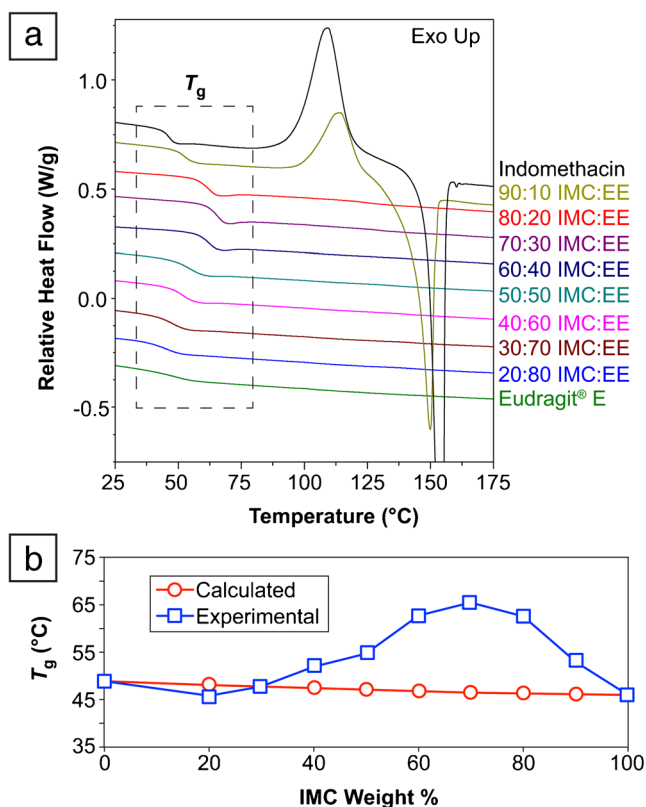 a
Exo Up
Tg
1.0
0.5
0.0
-0.5
Relative Heat Flow (W/g)
Indomethacin
90:10 IMC:EE
80:20 IMC:EE
70:30 IMC:EE
60:40 IMC:EE
50:50 IMC:EE
40:60 IMC:EE
30:70 IMC:EE
20:80 IMC:EE
Eudragit® E
25 50 75 100 125 150 175
Temperature (°C)
b
75
65
55
45
35
Tg (°C)
Calculated
Experimental
0 20 40 60 80 100
IMC Weight %